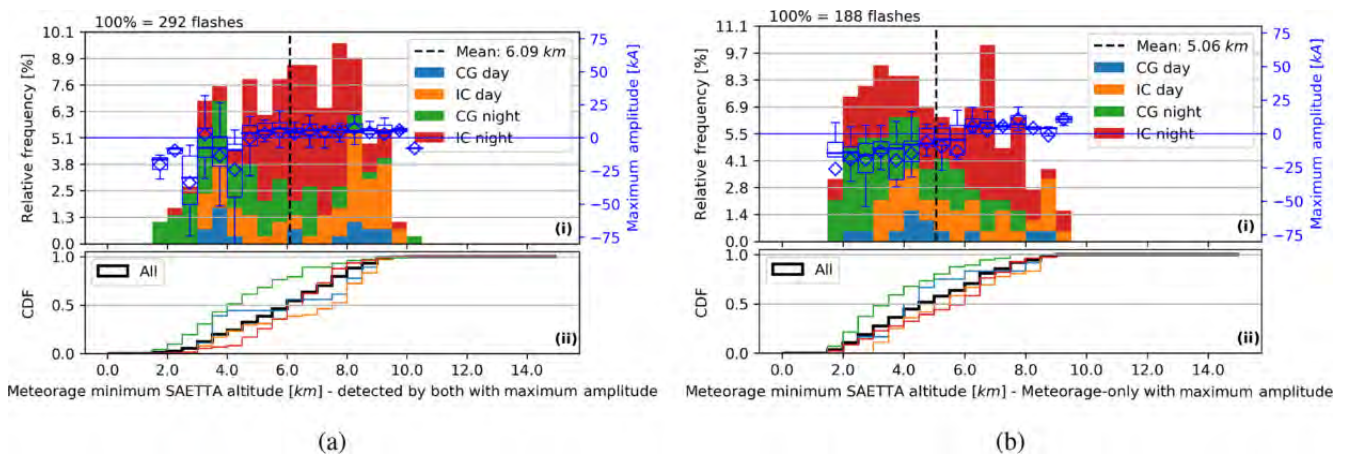 100% = 292 flashes
10.1
8.9
7.6
6.3
5.1
3.8
2.5
1.3
0.0
Relative frequency [%]
Mean: 6.09 km
CG day
IC day
CG night
IC night
75
50
25
0
−25
−50
−75
Maximum amplitude [kA]
(i)
1.0
0.5
0.0
CDF
All
(ii)
0.0 2.0 4.0 6.0 8.0 10.0 12.0 14.0
Meteorage minimum SAETTA altitude [km] - detected by both with maximum amplitude
(a)
100% = 188 flashes
11.1
9.7
8.3
6.9
5.5
4.1
2.8
1.4
0.0
Relative frequency [%]
Mean: 5.06 km
CG day
IC day
CG night
IC night
75
50
25
0
−25
−50
−75
Maximum amplitude [kA]
(i)
1.0
0.5
0.0
CDF
All
(ii)
0.0 2.0 4.0 6.0 8.0 10.0 12.0 14.0
Meteorage minimum SAETTA altitude [km] - Meteorage-only with maximum amplitude
(b)